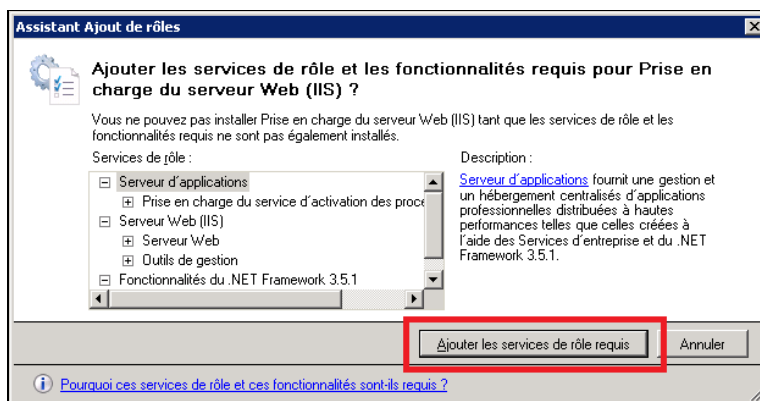 Assistant Ajout de rôles
Ajouter les services de rôle et les fonctionnalités requis pour Prise en
charge du serveur Web (IIS) ?
Vous ne pouvez pas installer Prise en charge du serveur Web (IIS) tant que les services de rôle et les
fonctionnalités requis ne sont pas également installés.
Services de rôle :
Serveur d'applications
Prise en charge du service d'activation des proce
Serveur Web (IIS)
Serveur Web
Outils de gestion
Fonctionnalités du .NET Framework 3.5.1
Description :
Serveur d'applications fournit une gestion et
un hébergement centralisés d'applications
professionnelles distribuées à hautes
performances telles que celles créées à
l'aide des Services d'entreprise et du .NET
Framework 3.5.1.
Ajouter les services de rôle requis
Annuler
Pourquoi ces services de rôle et ces fonctionnalités sont-ils requis ?